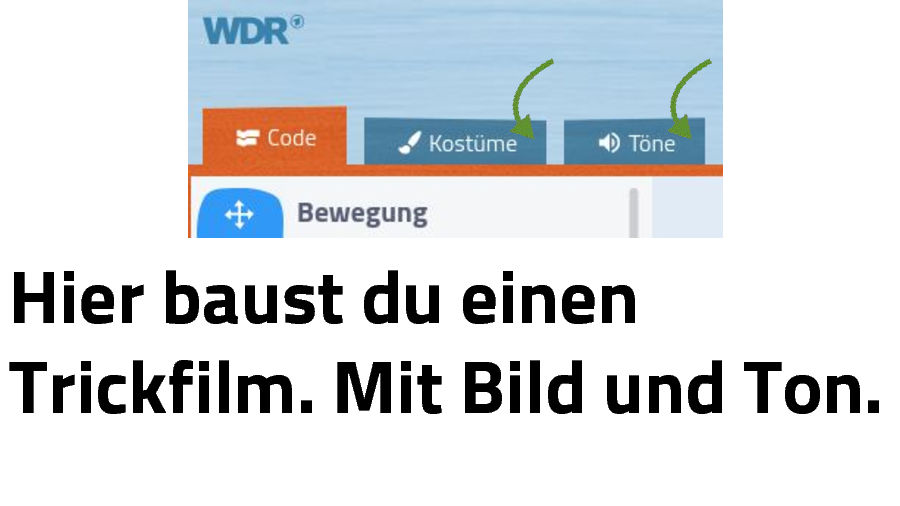 WDR
Code Kostüme Töne
Bewegung
Hier baust du einen
Trickfilm. Mit Bild und Ton.